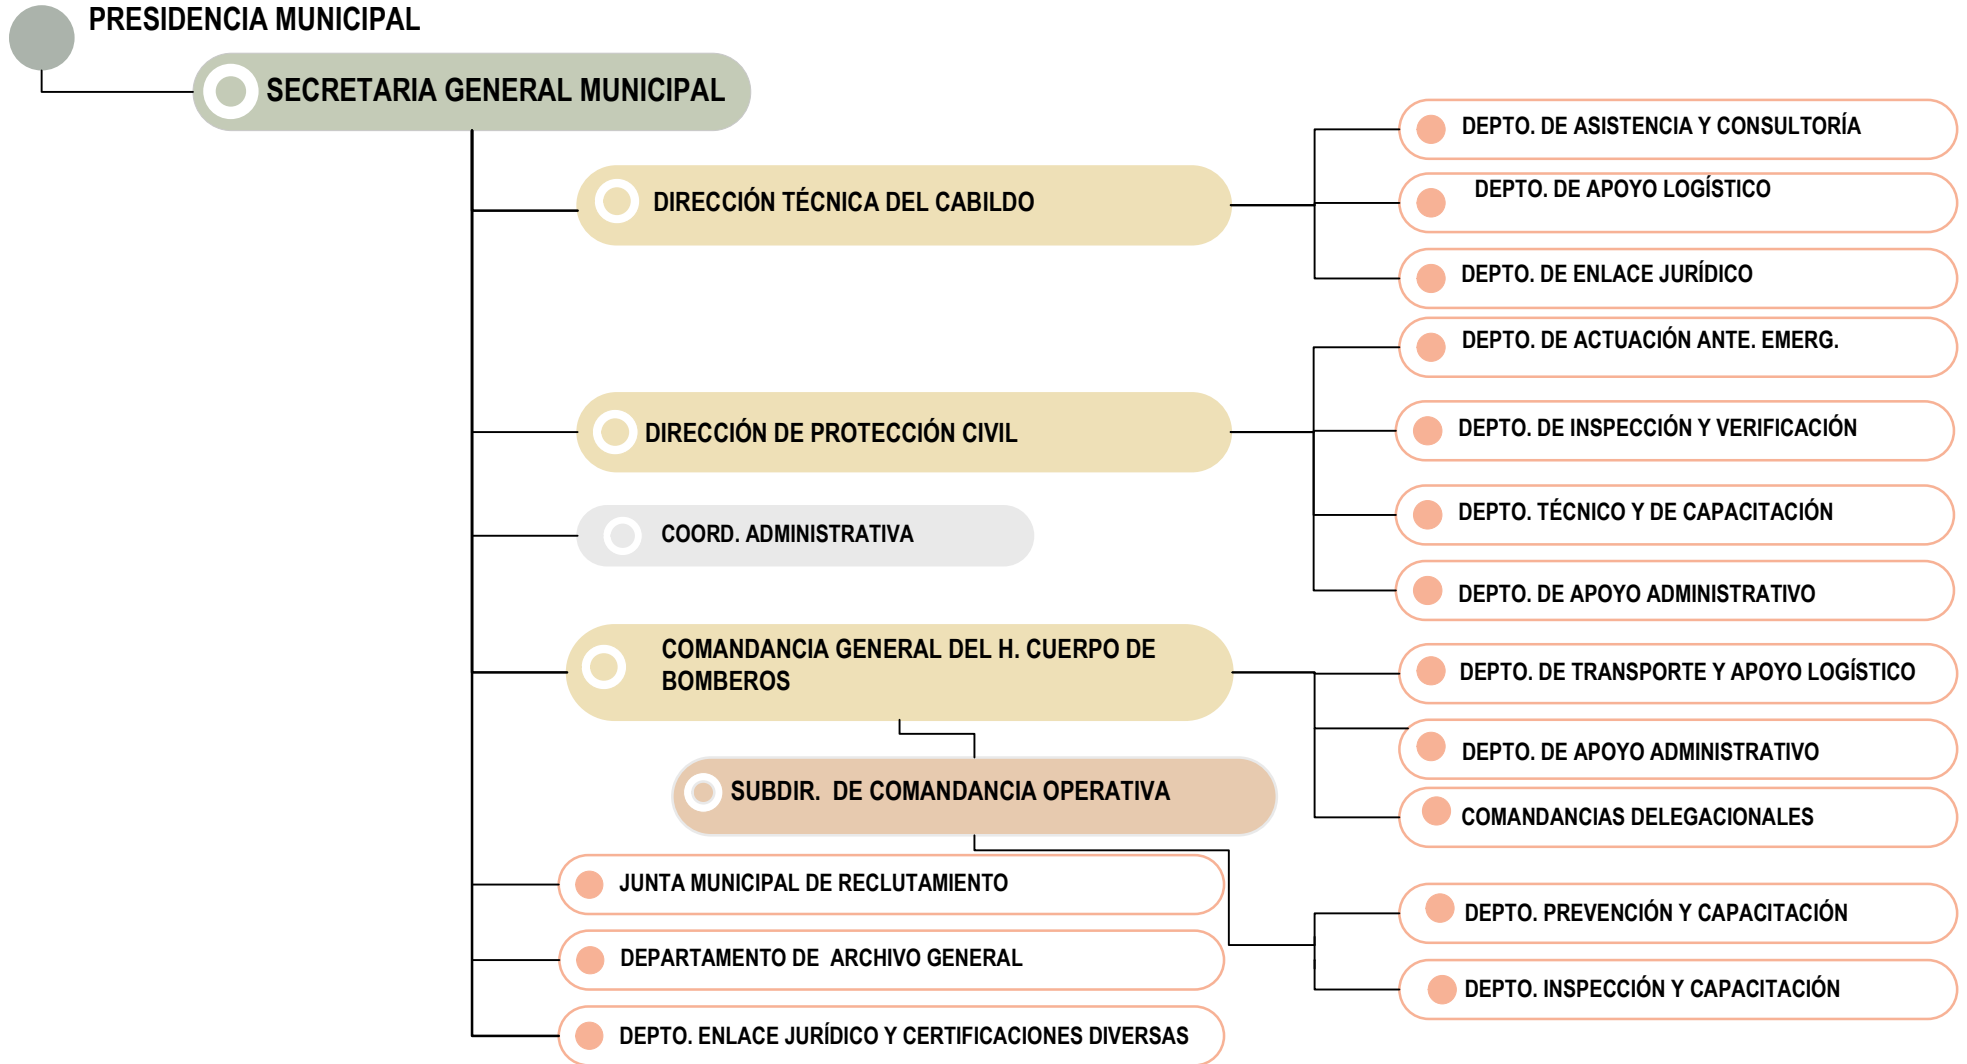 PRESIDENCIA MUNICIPAL
SECRETARIA GENERAL MUNICIPAL
DIRECCIÓN TÉCNICA DEL CABILDO
DEPTO. DE ASISTENCIA Y CONSULTORÍA
DEPTO. DE APOYO LOGÍSTICO
DEPTO. DE ENLACE JURÍDICO
DIRECCIÓN DE PROTECCIÓN CIVIL
DEPTO. DE ACTUACIÓN ANTE. EMERG.
DEPTO. DE INSPECCIÓN Y VERIFICACIÓN
DEPTO. TÉCNICO Y DE CAPACITACIÓN
DEPTO. DE APOYO ADMINISTRATIVO
COORD. ADMINISTRATIVA
COMANDANCIA GENERAL DEL H. CUERPO DE
BOMBEROS
DEPTO. DE TRANSPORTE Y APOYO LOGÍSTICO
DEPTO. DE APOYO ADMINISTRATIVO
COMANDANCIAS DELEGACIONALES
SUBDIR. DE COMANDANCIA OPERATIVA
DEPTO. PREVENCIÓN Y CAPACITACIÓN
DEPTO. INSPECCIÓN Y CAPACITACIÓN
JUNTA MUNICIPAL DE RECLUTAMIENTO
DEPARTAMENTO DE ARCHIVO GENERAL
DEPTO. ENLACE JURÍDICO Y CERTIFICACIONES DIVERSAS